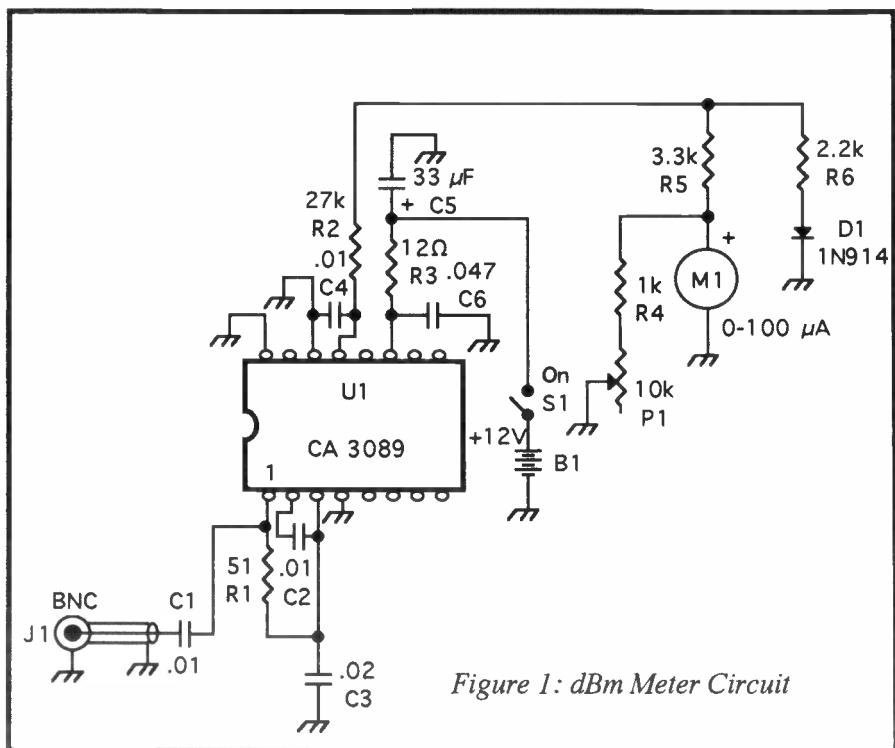 3.3k
R5
2.2k
R6
33 µF
+ C5
27k
R2
.01
C4
12Ω
R3
.047
C6
D1
1N914
+
M1
0-100 µA
1k
R4
10k
P1
On
S1
+12V
B1
U1
CA 3089
1
51
R1
.01
C2
BNC
J1
C1
.01
.02
C3
Figure 1: dBm Meter Circuit